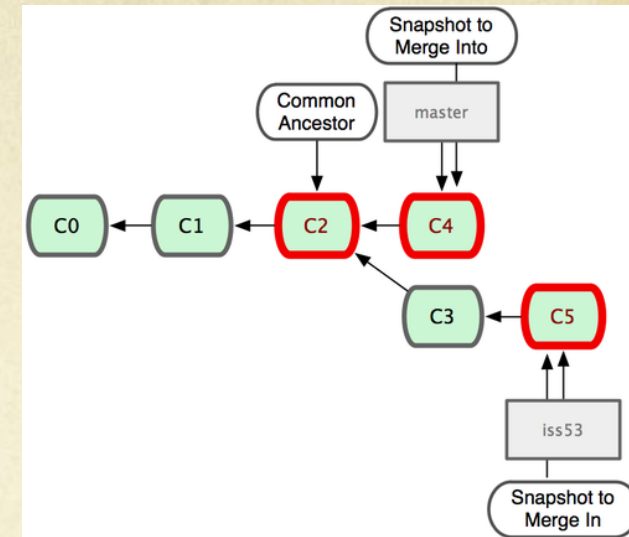 Snapshot to
Merge Into
Common
Ancestor
master
C0
C1
C2
C4
C3
C5
iss53
Snapshot to
Merge In